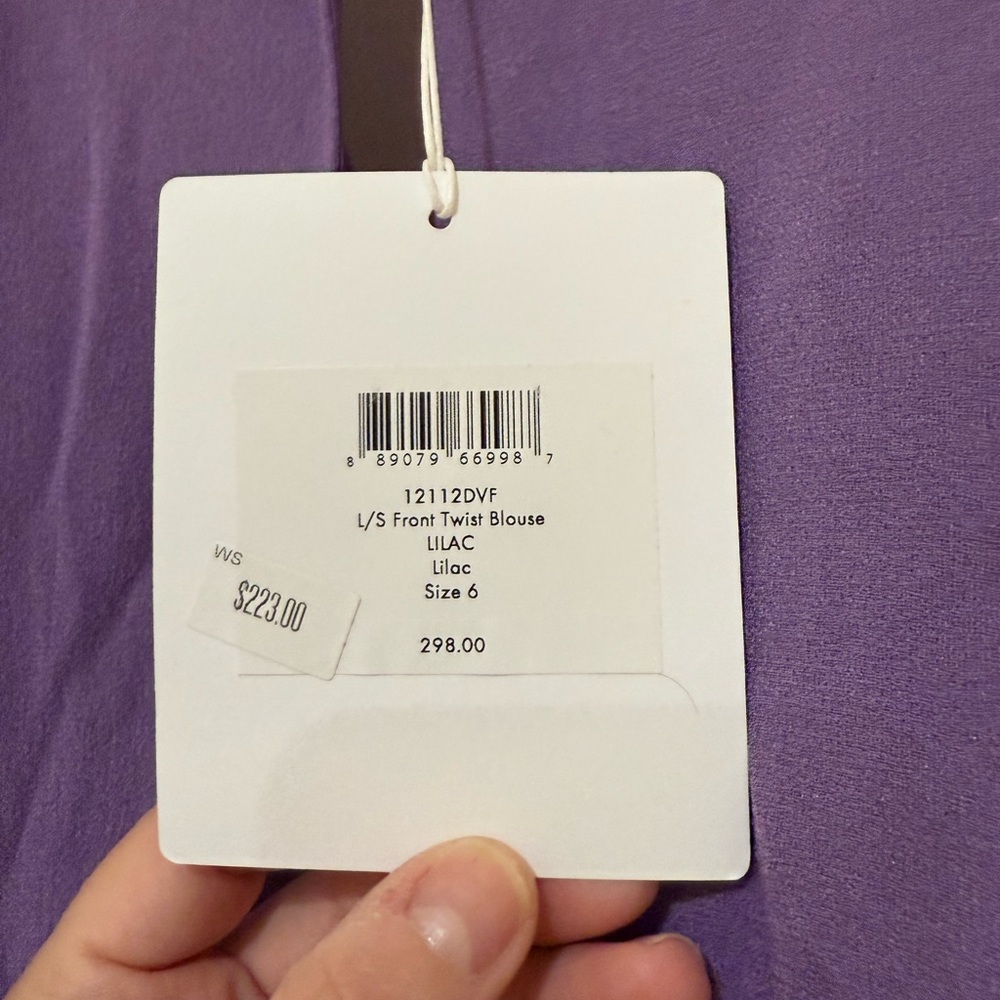 8 89079 66998 7
12112DVF
L/S Front Twist Blouse
LILAC
Lilac
Size 6
298.00
WS
$223.00